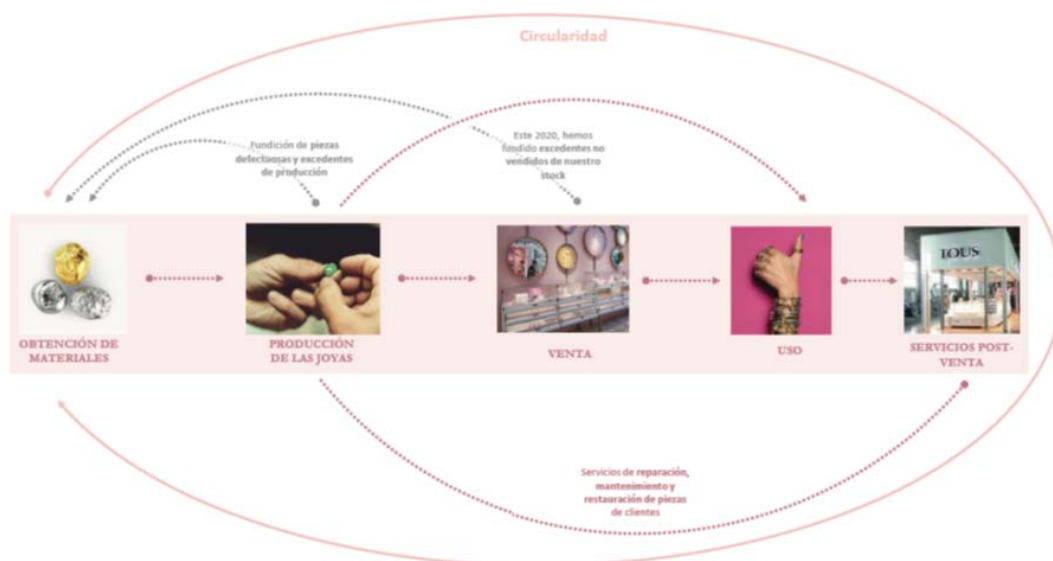 Circularidad
Fundición de piezas
defectuosas y excedentes
de producción
Este 2020, hemos
fundido excedentes no
vendidos de nuestro
stock
TOUS
OBTENCIÓN DE
MATERIALES
PRODUCCIÓN
DE LAS JOYAS
VENTA
USO
SERVICIOS POST-
VENTA
Servicios de reparación,
mantenimiento y
restauración de piezas
de clientes